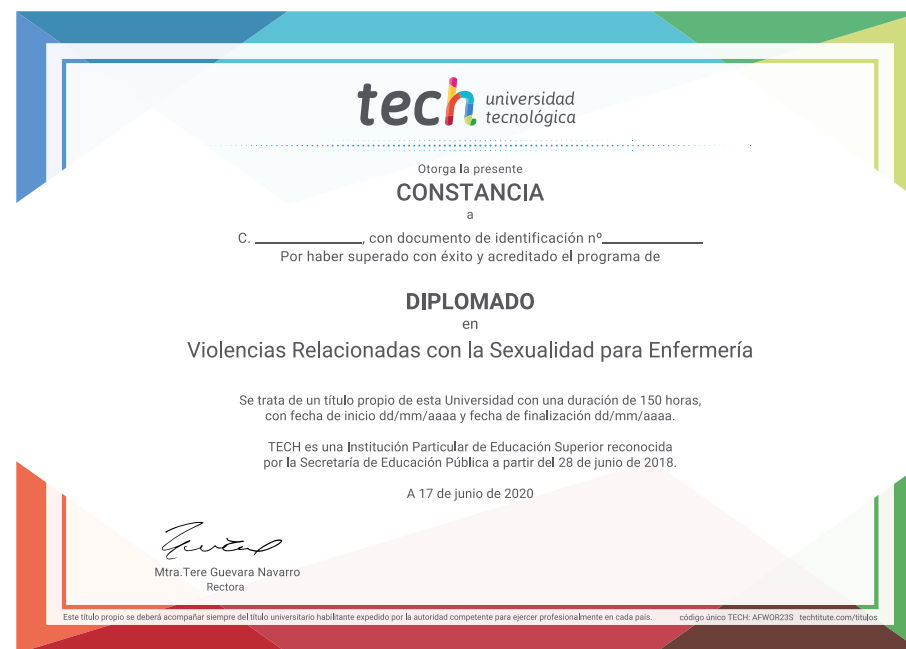 tech universidad
tecnológica
Otorga la presente
CONSTANCIA
a
C. ____________, con documento de identificación nº____________
Por haber superado con éxito y acreditado el programa de
DIPLOMADO
en
Violencias Relacionadas con la Sexualidad para Enfermería
Se trata de un título propio de esta Universidad con una duración de 150 horas,
con fecha de inicio dd/mm/aaaa y fecha de finalización dd/mm/aaaa.
TECH es una Institución Particular de Educación Superior reconocida
por la Secretaría de Educación Pública a partir del 28 de junio de 2018.
A 17 de junio de 2020
Mtra.Tere Guevara Navarro
Rectora
Este título propio se deberá acompañar siempre del título universitario habilitante expedido por la autoridad competente para ejercer profesionalmente en cada país. código único TECH: AFWOR23S techtitute.com/titulos